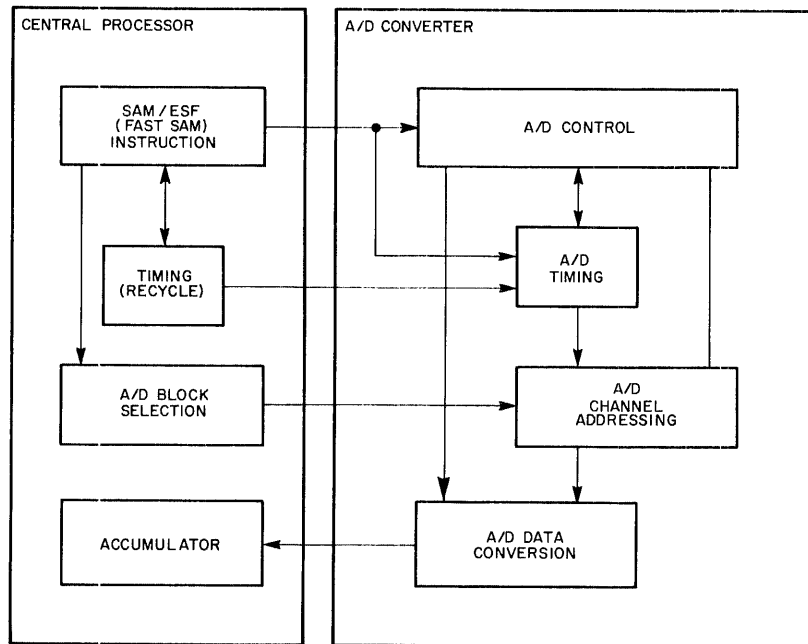 CENTRAL PROCESSOR
A/D CONVERTER
SAM/ESF
(FAST SAM)
INSTRUCTION
A/D CONTROL
TIMING
(RECYCLE)
A/D
TIMING
A/D BLOCK
SELECTION
A/D
CHANNEL
ADDRESSING
ACCUMULATOR
A/D DATA
CONVERSION